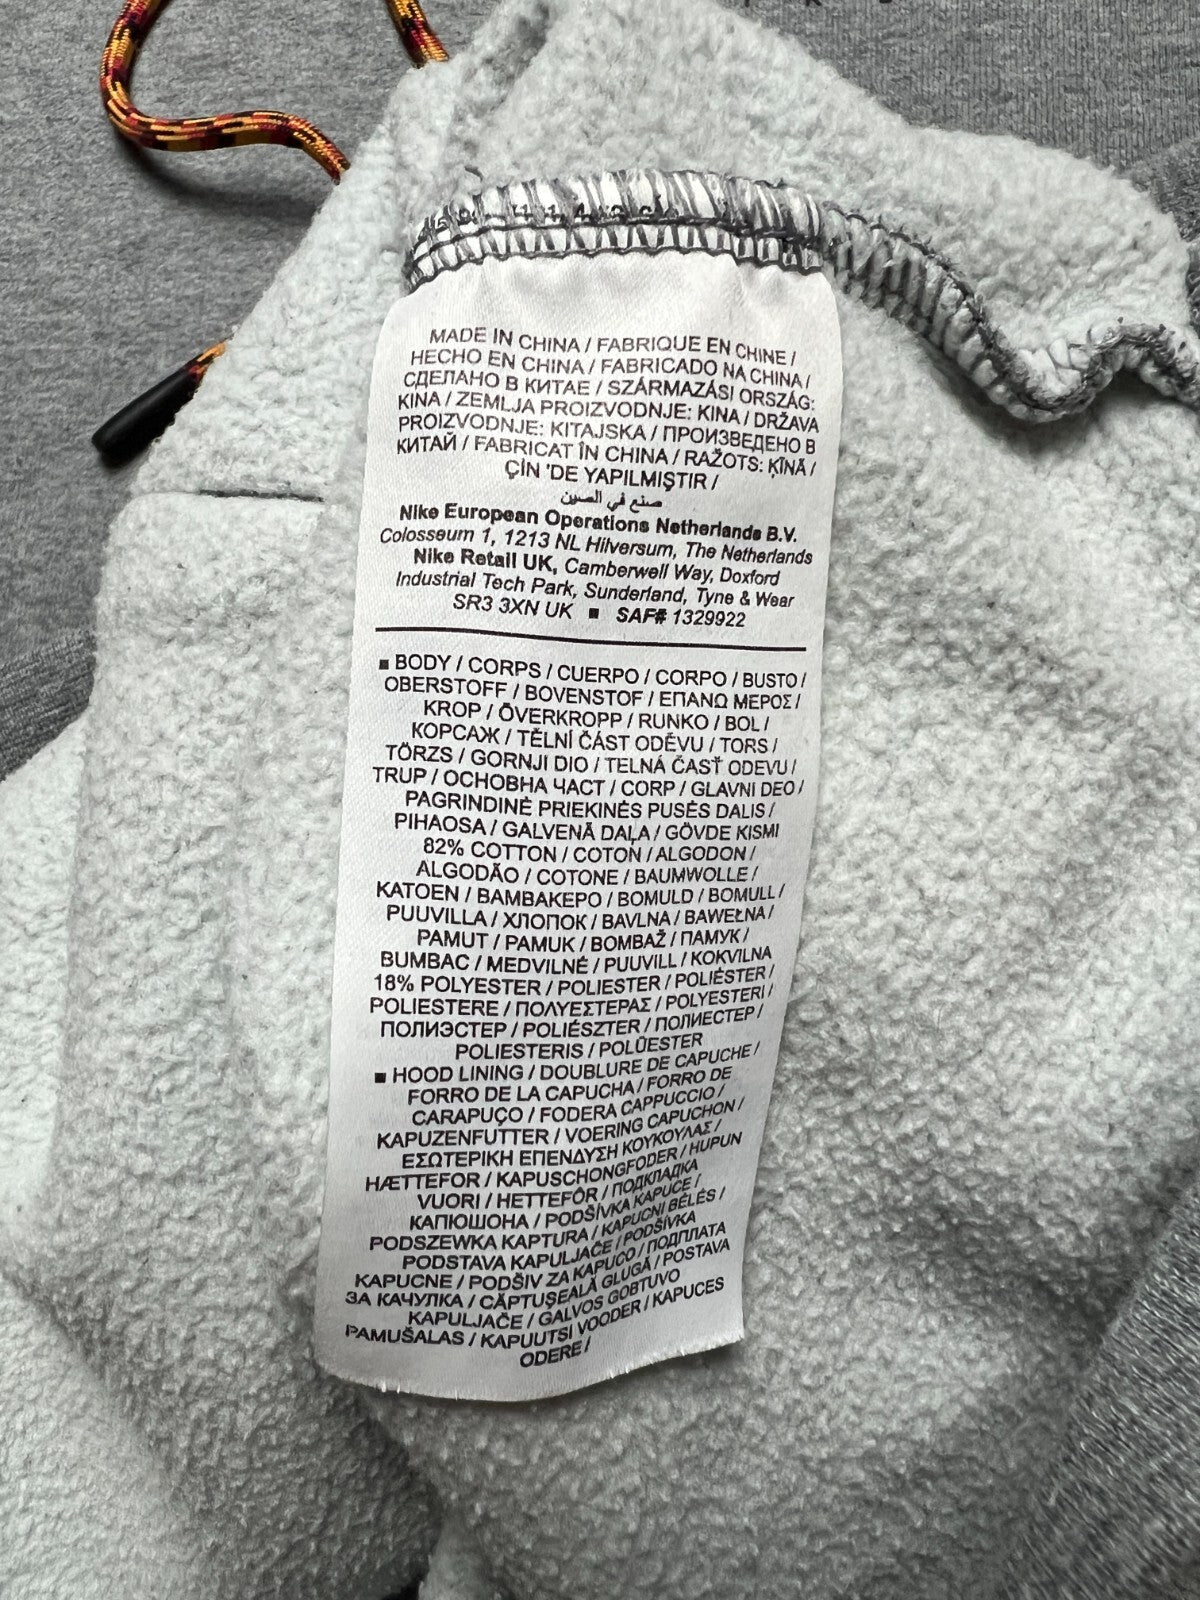 MADE IN CHINA / FABRIQUE EN CHINE /
HECHO EN CHINA / FABRICADO NA CHINA /
СДЕЛАНО В КИТАЕ / SZÁRMAZÁSI ORSZÁG:
KINA / ZEMLJA PROIZVODNJE: KINA / DRŽAVA
PROIZVODNJE: KITAJSKA / ПРОИЗВЕДЕНО В
КИТАЙ / FABRICAT ÎN CHINA / RAŽOTS: ĶĪNĀ /
ÇİN 'DE YAPILMIŞTIR /
صنع في الصين
Nike European Operations Netherlands B.V.
Colosseum 1, 1213 NL Hilversum, The Netherlands
Nike Retail UK, Camberwell Way, Doxford
Industrial Tech Park, Sunderland, Tyne & Wear
SR3 3XN UK ■ SAF# 1329922
■ BODY / CORPS / CUERPO / CORPO / BUSTO /
OBERSTOFF / BOVENSTOF / ΕΠΑΝΩ ΜΕΡΟΣ /
KROP / ÖVERKROPP / RUNKO / BOL /
КОРСАЖ / TĚLNÍ ČÁST ODĚVU / TORS /
TÖRZS / GORNJI DIO / TELNÁ ČASŤ ODEVU /
TRUP / ОСНОВНА ЧАСТ / CORP / GLAVNI DEO /
PAGRINDINĖ PRIEKINĖS PUSĖS DALIS /
PIHAOSA / GALVENĀ DAĻA / GÖVDE KISMI
82% COTTON / COTON / ALGODON /
ALGODÃO / COTONE / BAUMWOLLE /
KATOEN / ΒΑΜΒΑΚΕΡΟ / BOMULD / BOMULL /
PUUVILLA / ХЛОПОК / BAVLNA / BAWEŁNA /
PAMUT / PAMUK / BOMBAŽ / ПАМУК /
BUMBAC / MEDVILNĖ / PUUVILL / KOKVILNA
18% POLYESTER / POLIESTER / POLIÉSTER /
POLIESTERE / ΠΟΛΥΕΣΤΕΡΑΣ / POLYESTERI /
ПОЛИЭСТЕР / POLIÉSZTER / ПОЛИЕСТЕР /
POLIESTERIS / POLÜESTER
■ HOOD LINING / DOUBLURE DE CAPUCHE /
FORRO DE LA CAPUCHA / FORRO DE
CARAPUÇO / FODERA CAPPUCCIO /
KAPUZENFUTTER / VOERING CAPUCHON /
ΕΣΩΤΕΡΙΚΗ ΕΠΕΝΔΥΣΗ ΚΟΥΚΟΥΛΑΣ /
HÆTTEFOR / KAPUSCHONGFODER / HUPUN
VUORI / HETTEFÔR / ПОДКЛАДКА
КАПЮШОНА / PODŠÍVKA KAPUCE /
PODSZEWKA KAPTURA / KAPUCNI BÉLÉS /
PODSTAVA KAPULJAČE / PODŠÍVKA
KAPUCNE / PODŠIV ZA KAPUCO / ПОДПЛАТА
ЗА КАЧУЛКА / CĂPTUŞEALĂ GLUGĂ / POSTAVA
KAPULJAČE / GALVOS GOBTUVO
PAMUŠALAS / KAPUUTSI VOODER / KAPUCES
ODERE /